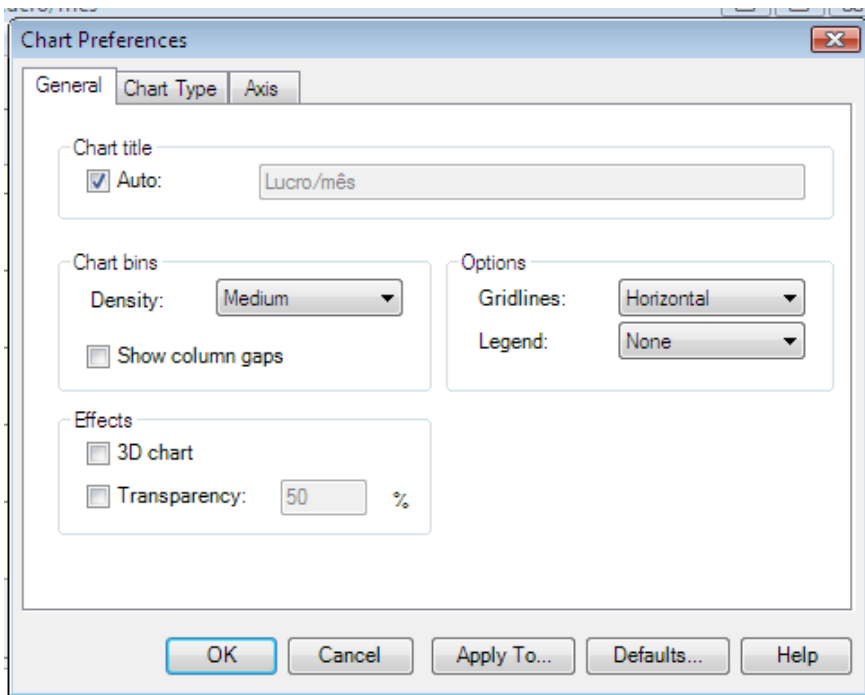 Chart Preferences
General Chart Type Axis
Chart title
Auto: Lucro/mês
Chart bins
Density: Medium
Show column gaps
Options
Gridlines: Horizontal
Legend: None
Effects
3D chart
Transparency: 50 %
OK Cancel Apply To... Defaults... Help